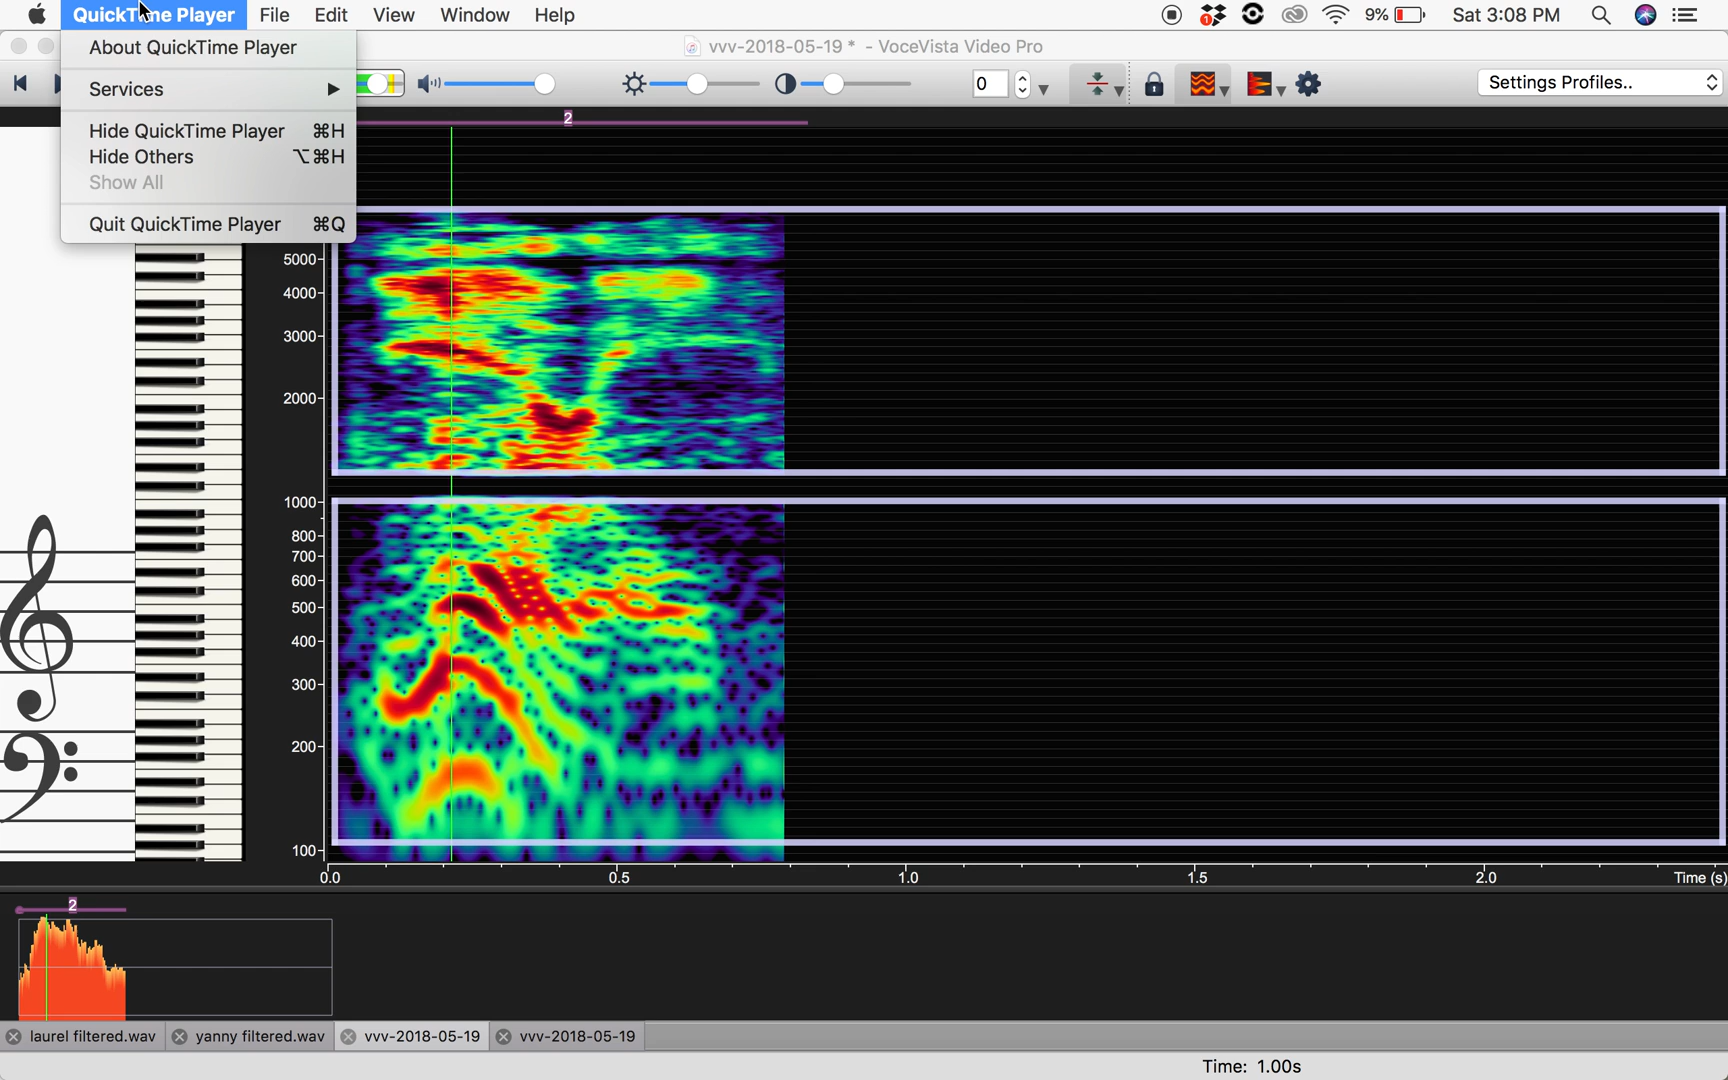 QuickTime Player File Edit View Window Help 1 9% Sat 3:08 PM
vvv-2018-05-19 * - VoceVista Video Pro
About QuickTime Player
Services
Hide QuickTime Player ⌘H
Hide Others ⌥⌘H
Show All
Quit QuickTime Player ⌘Q
0
Settings Profiles..
2
5000
4000
3000
2000
1000
800
700
600
500
400
300
200
100
0.0 0.5 1.0 1.5 2.0 Time (s)
2
laurel filtered.wav yanny filtered.wav vvv-2018-05-19 vvv-2018-05-19
Time: 1.00s